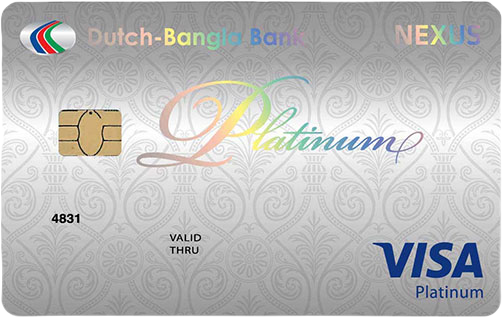 Dutch-Bangla Bank NEXUS
Platinum
4831
VALID
THRU
VISA
Platinum